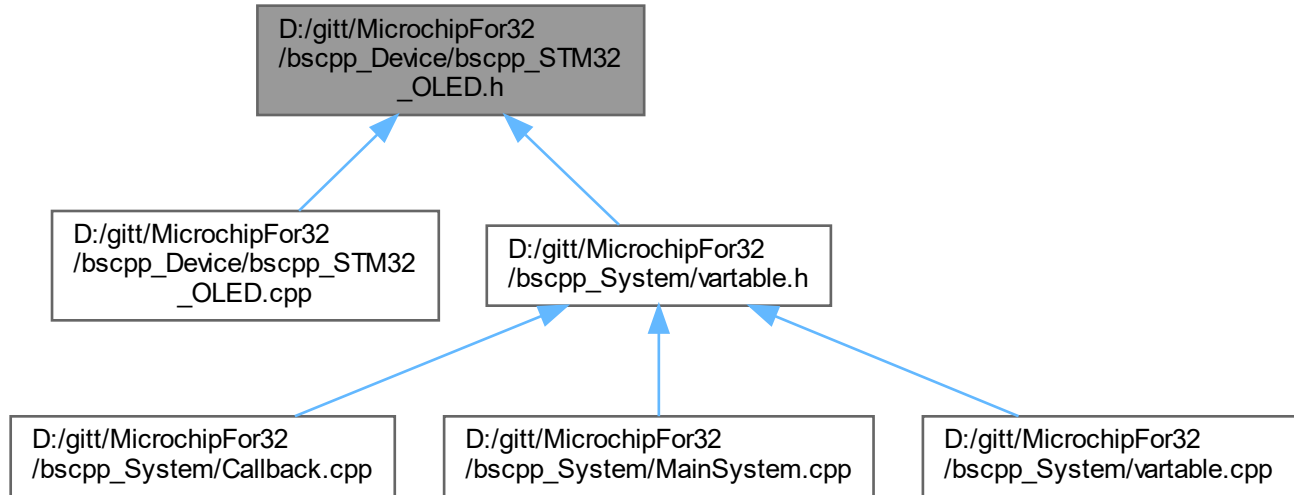 D:/gitt/MicrochipFor32
/bscpp_Device/bscpp_STM32
_OLED.h
D:/gitt/MicrochipFor32
/bscpp_Device/bscpp_STM32
_OLED.cpp
D:/gitt/MicrochipFor32
/bscpp_System/vartable.h
D:/gitt/MicrochipFor32
/bscpp_System/Callback.cpp
D:/gitt/MicrochipFor32
/bscpp_System/MainSystem.cpp
D:/gitt/MicrochipFor32
/bscpp_System/vartable.cpp